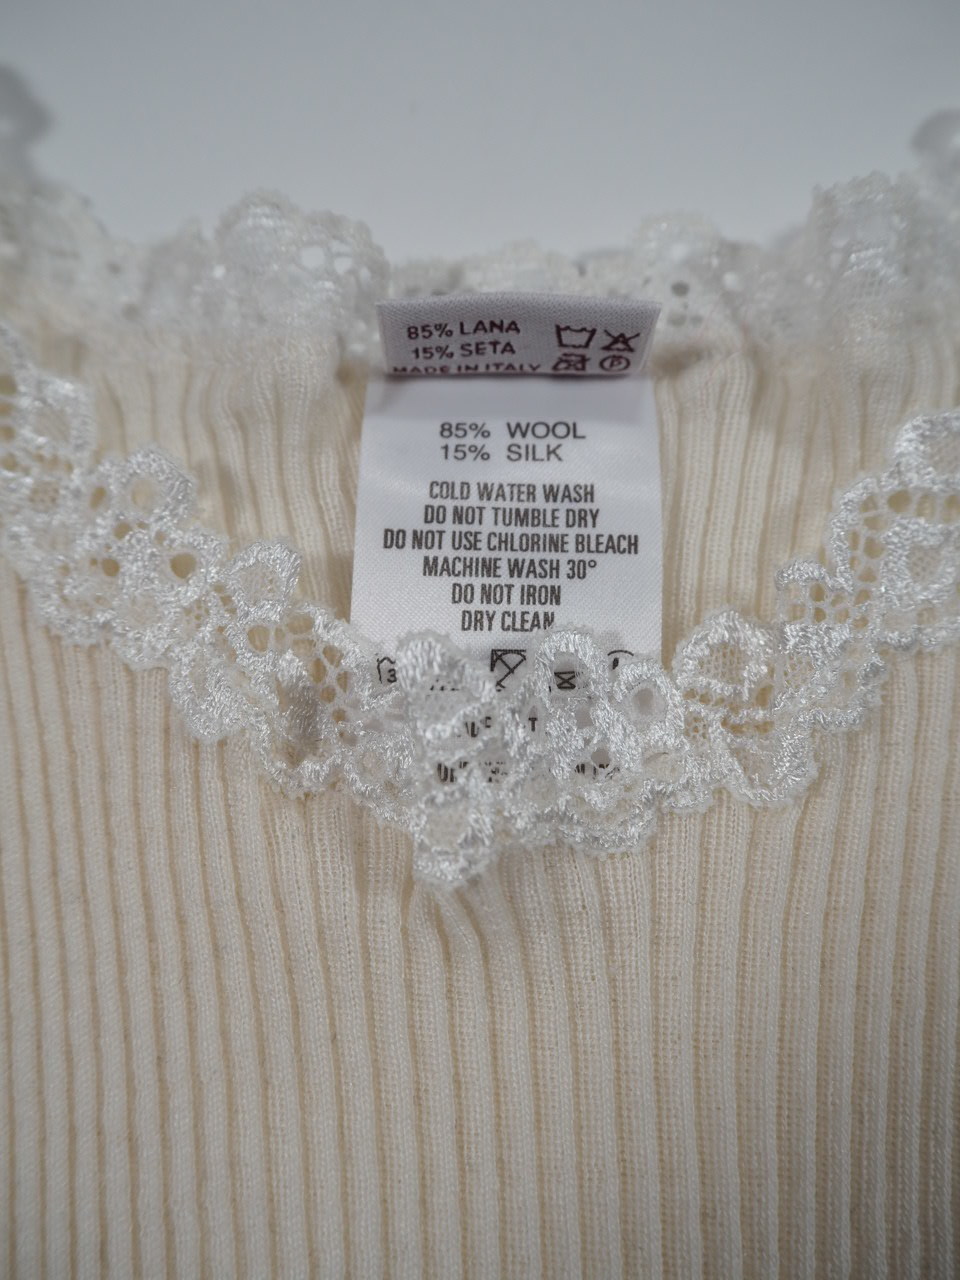 85% LANA
15% SETA
MADE IN ITALY
85% WOOL
15% SILK
COLD WATER WASH
DO NOT TUMBLE DRY
DO NOT USE CHLORINE BLEACH
MACHINE WASH 30°
DO NOT IRON
DRY CLEAN